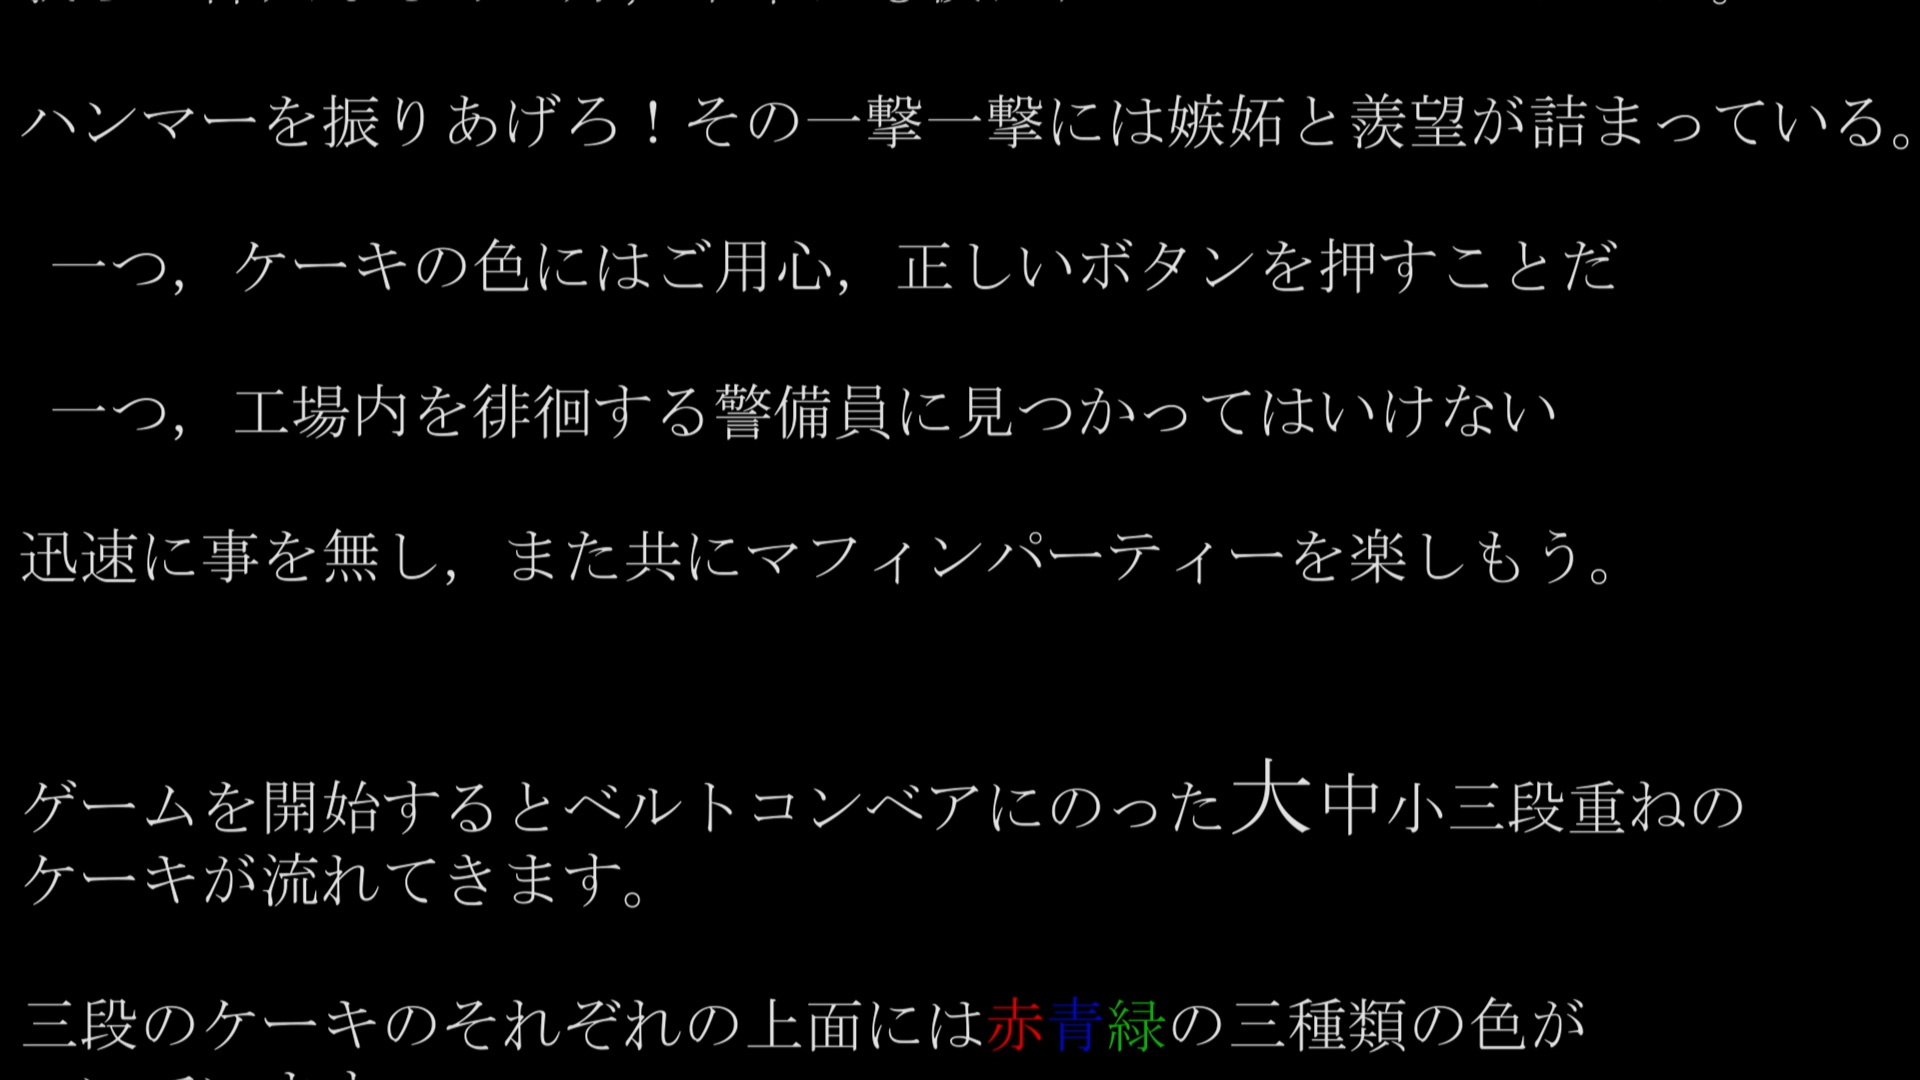 ハンマーを振りあげろ！その一撃一撃には嫉妬と羨望が詰まっている。
一つ，ケーキの色にはご用心，正しいボタンを押すことだ
一つ，工場内を徘徊する警備員に見つかってはいけない
迅速に事を無し，また共にマフィンパーティーを楽しもう。
ゲームを開始するとベルトコンベアにのった大中小三段重ねの
ケーキが流れてきます。
三段のケーキのそれぞれの上面には赤青緑の三種類の色が